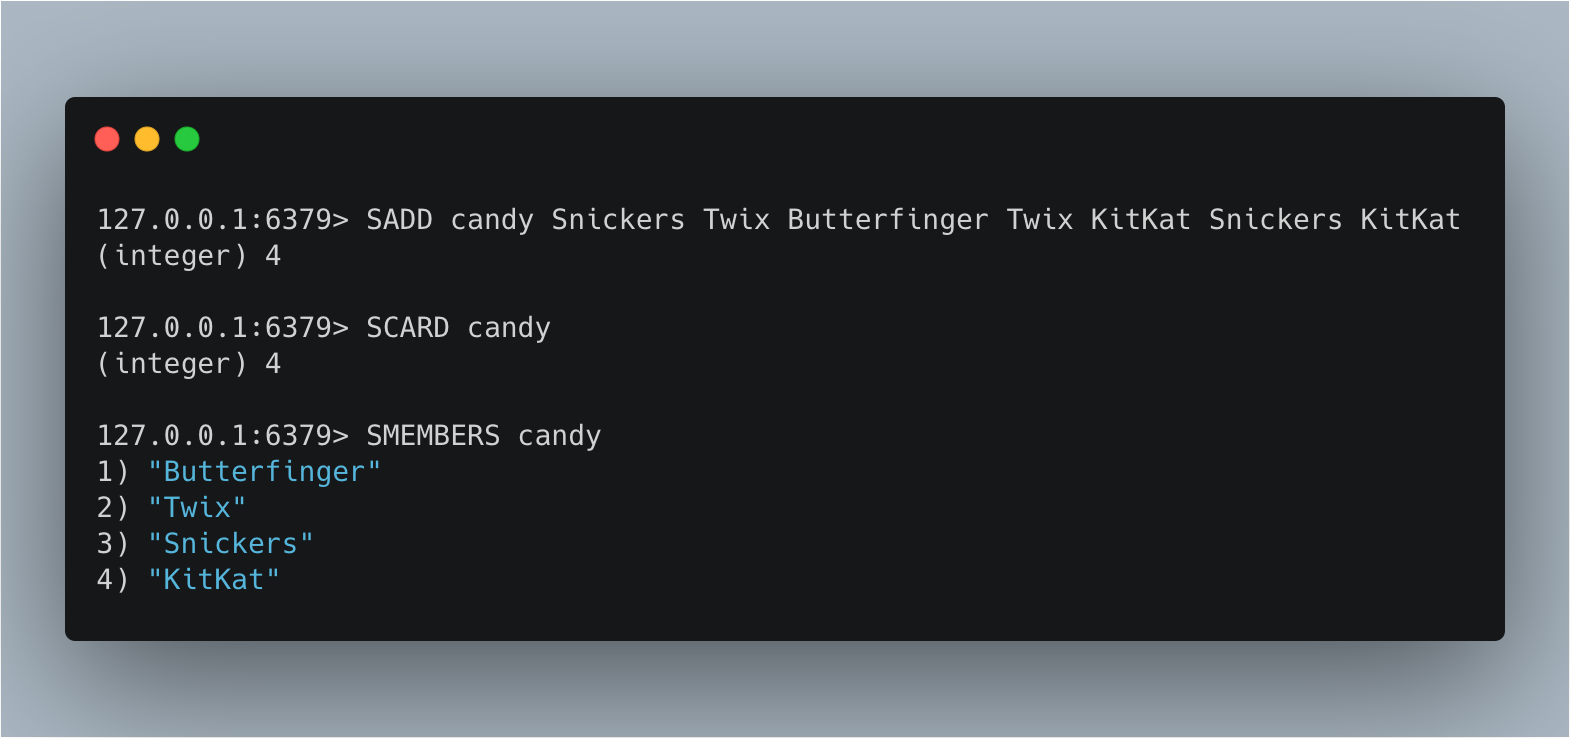 127.0.0.1:6379> SADD candy Snickers Twix Butterfinger Twix KitKat Snickers KitKat
(integer) 4
127.0.0.1:6379> SCARD candy
(integer) 4
127.0.0.1:6379> SMEMBERS candy
1) "Butterfinger"
2) "Twix"
3) "Snickers"
4) "KitKat"